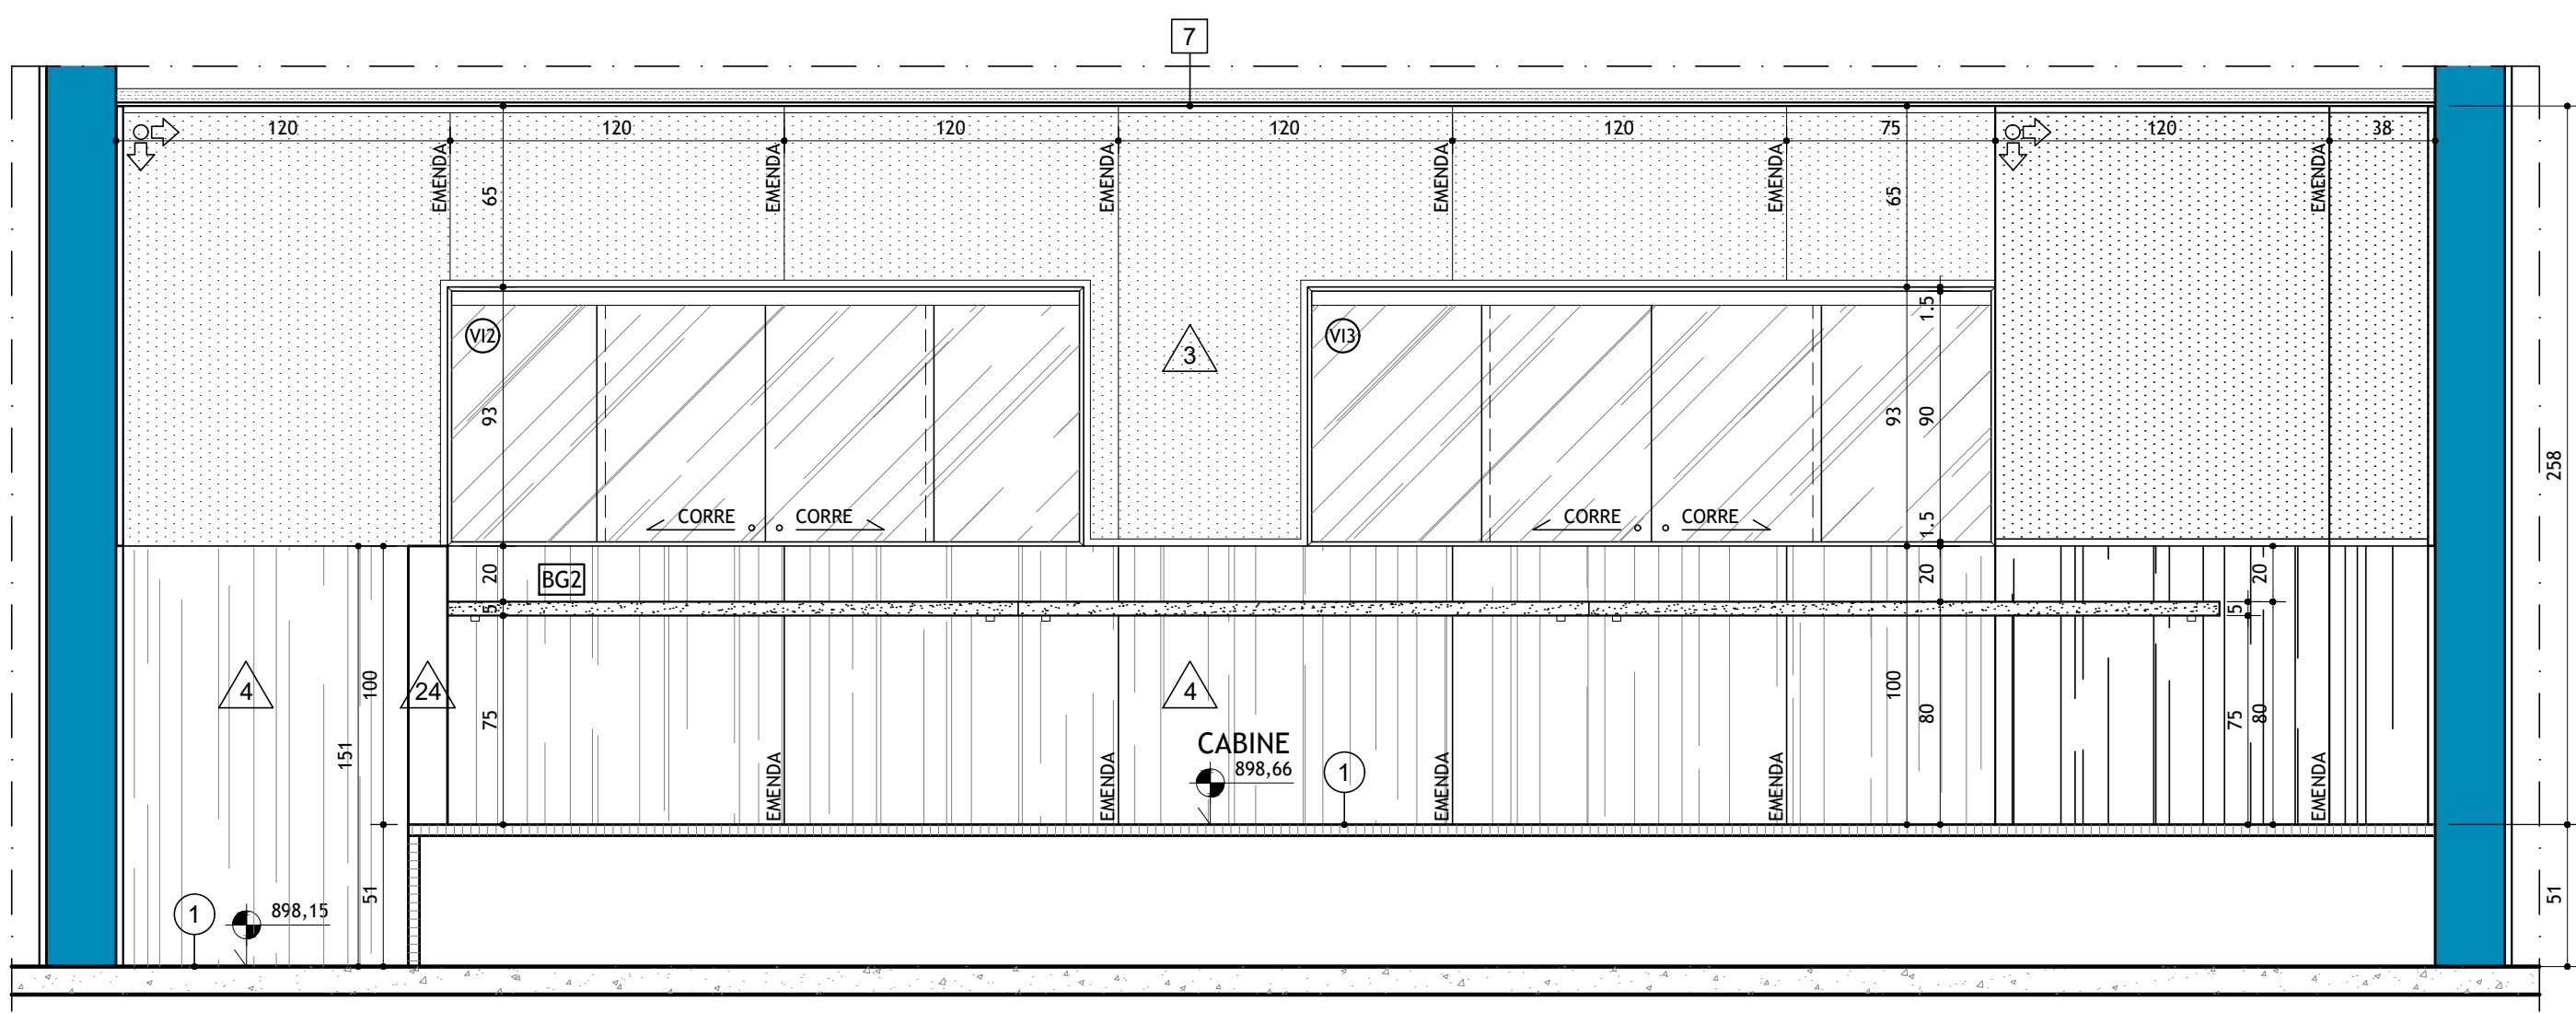 7
120 120 120 120 120 75 120 38
EMENDA EMENDA EMENDA EMENDA EMENDA EMENDA
65 65
VI2 3 VI3 1.5
93 93 90 258
CORRE CORRE CORRE CORRE 1.5
20 BG2 20 20
5 5
4 24 4
100 75 100 80 75 80
151
CABINE
898,66 1
EMENDA EMENDA EMENDA EMENDA EMENDA
1 898,15 51 51